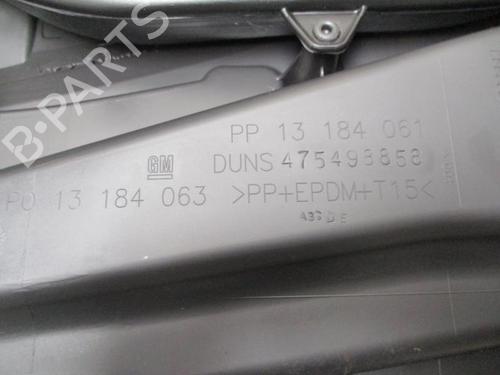 B-PARTS
PP 13 184 061
GM DUNS 475493858
PO 13 184 063 >PP+EPDM+T15<